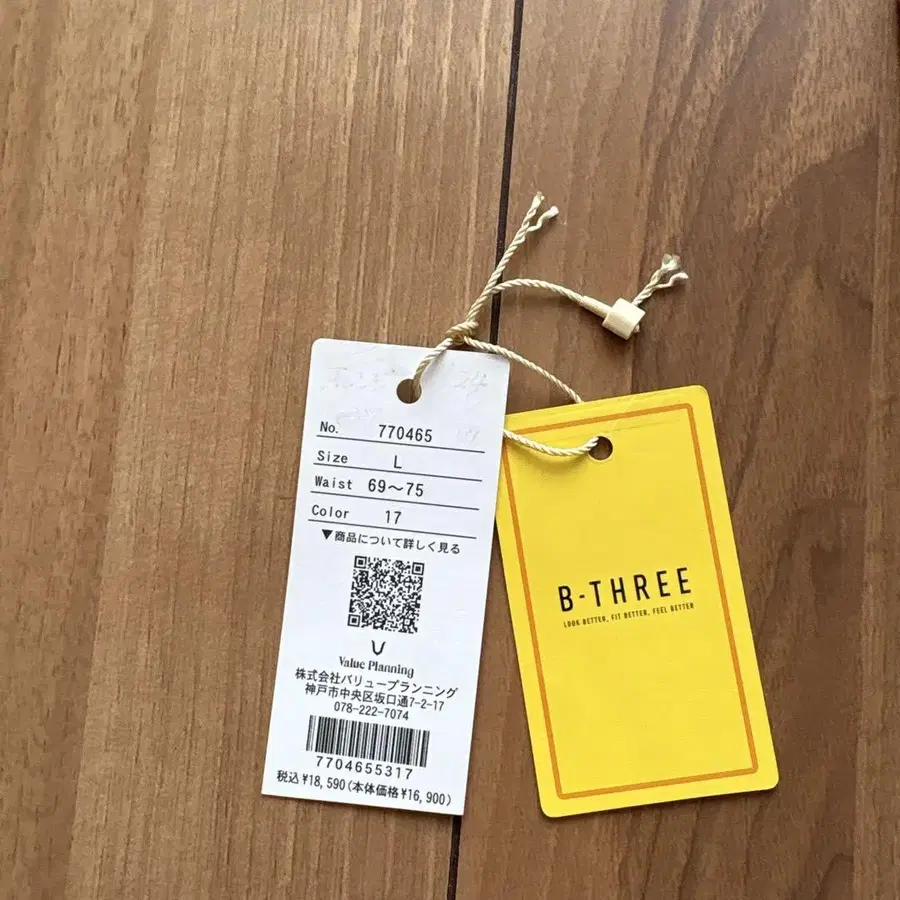 No. 770465
Size L
Waist 69～75
Color 17
▼商品について詳しく見る
Value Planning
株式会社バリュープランニング
神戸市中央区坂口通7-2-17
078-222-7074
7704655317
税込¥18,590(本体価格¥16,900)
B-THREE
LOOK BETTER, FIT BETTER, FEEL BETTER